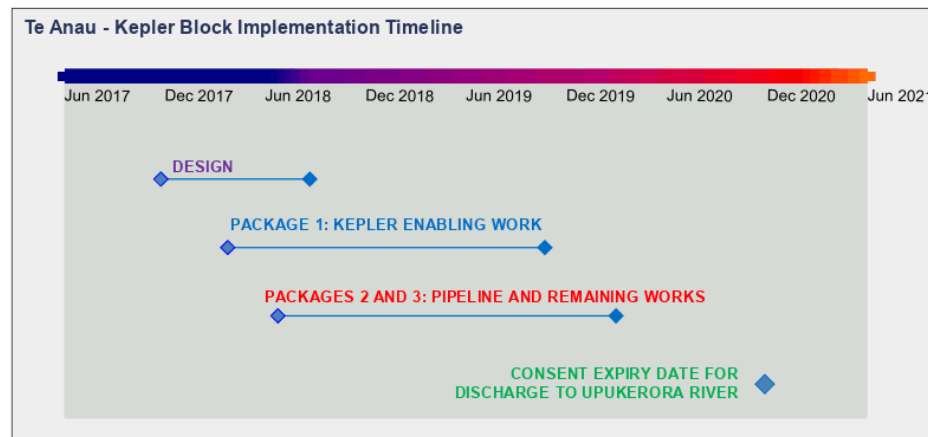 Te Anau - Kepler Block Implementation Timeline
Jun 2017 Dec 2017 Jun 2018 Dec 2018 Jun 2019 Dec 2019 Jun 2020 Dec 2020 Jun 2021
DESIGN
PACKAGE 1: KEPLER ENABLING WORK
PACKAGES 2 AND 3: PIPELINE AND REMAINING WORKS
CONSENT EXPIRY DATE FOR
DISCHARGE TO UPUKERORA RIVER